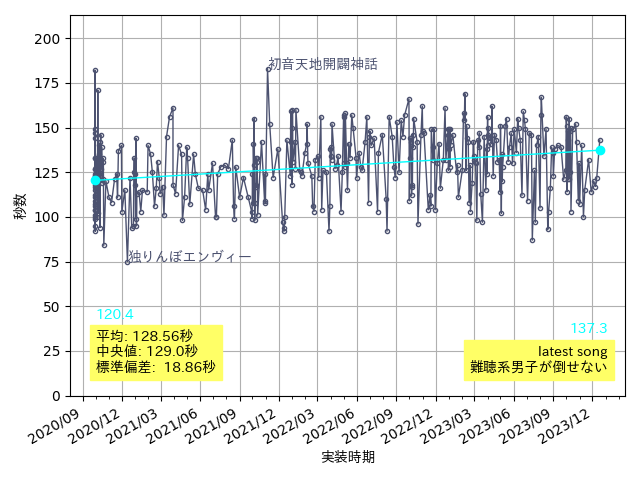 200
175
150
125
100
75
50
25
0
秒数
初音天地開闢神話
独りんぼエンヴィー
120.4
平均: 128.56秒
中央値: 129.0秒
標準偏差: 18.86秒
137.3
latest song
難聴系男子が倒せない
2020/09
2020/12
2021/03
2021/06
2021/09
2021/12
2022/03
2022/06
2022/09
2022/12
2023/03
2023/06
2023/09
2023/12
実装時期